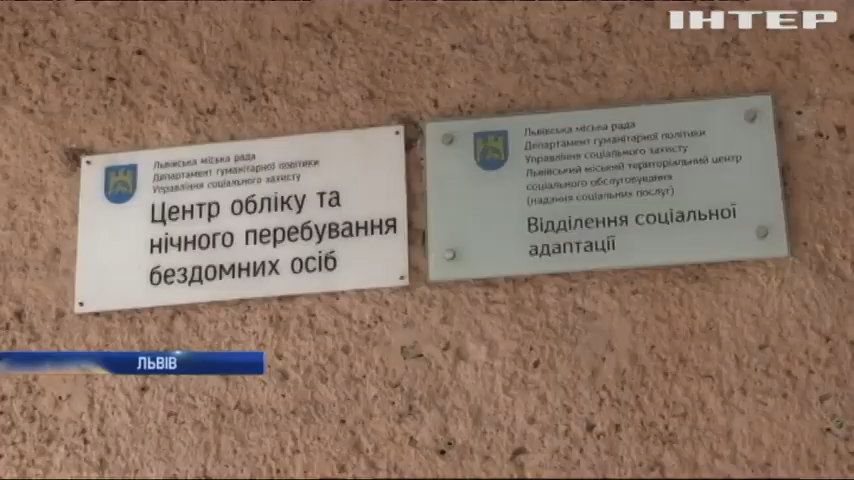 ІНТЕР
Львівська міська рада
Департамент гуманітарної політики
Управління соціального захисту
Центр обліку та
нічного перебування
бездомних осіб
Львівська міська рада
Департамент гуманітарної політики
Управління соціального захисту
Львівський міський територіальний центр
соціального обслуговування
(надання соціальних послуг)
Відділення соціальної
адаптації
ЛЬВІВ